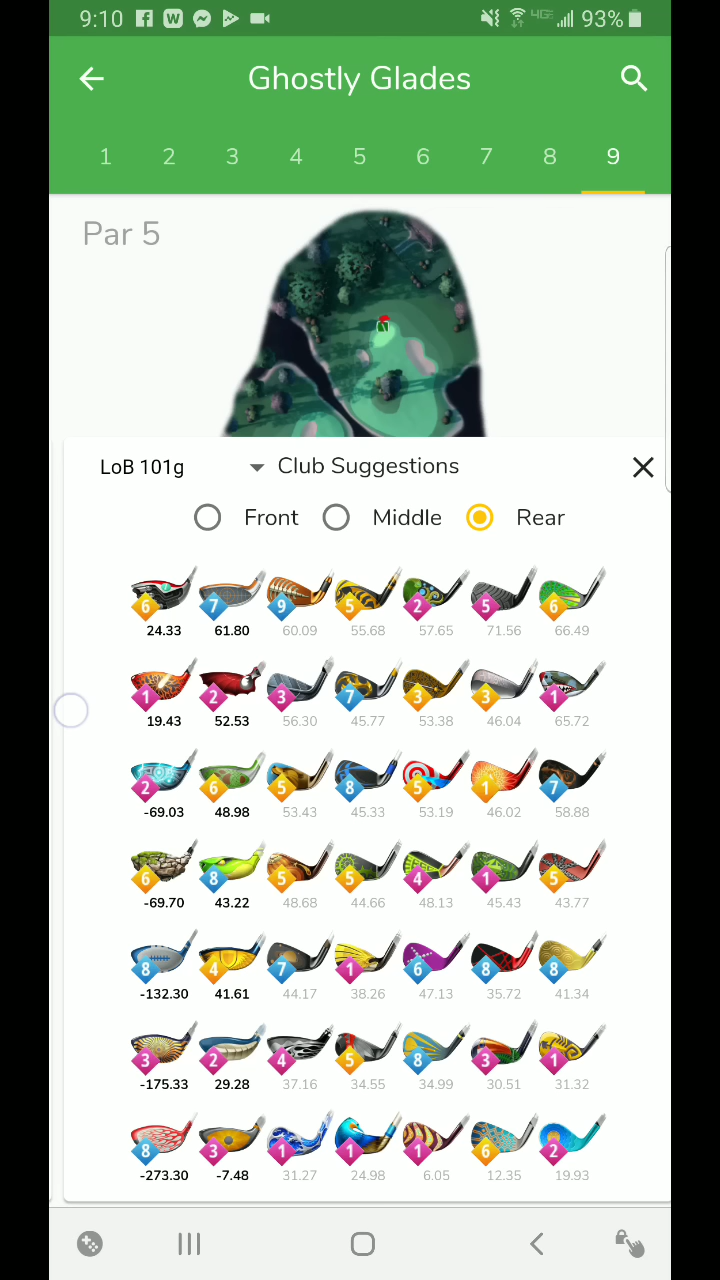 9:10 4GE 93%
Ghostly Glades
1 2 3 4 5 6 7 8 9
Par 5
LoB 101g Club Suggestions
Front Middle Rear
6 7 9 5 2 5 6
24.33 61.80 60.09 55.68 57.65 71.56 66.49
1 2 3 7 3 3 1
19.43 52.53 56.30 45.77 53.38 46.04 65.72
2 6 5 8 5 1 7
-69.03 48.98 53.43 45.33 53.19 46.02 58.88
6 8 5 5 4 1 5
-69.70 43.22 48.68 44.66 48.13 45.43 43.77
8 4 7 1 6 8 8
-132.30 41.61 44.17 38.26 47.13 35.72 41.34
3 2 4 5 8 3 1
-175.33 29.28 37.16 34.55 34.99 30.51 31.32
8 3 1 1 1 6 2
-273.30 -7.48 31.27 24.98 6.05 12.35 19.93